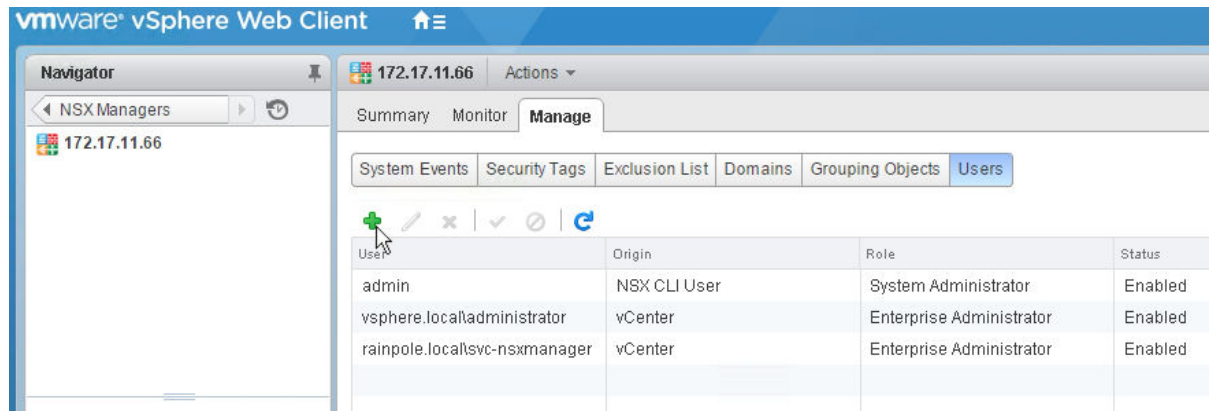 vmware® vSphere Web Client
Navigator
NSX Managers
172.17.11.66
172.17.11.66 Actions
Summary Monitor Manage
System Events Security Tags Exclusion List Domains Grouping Objects Users
User Origin Role Status
admin NSX CLI User System Administrator Enabled
vsphere.local\administrator vCenter Enterprise Administrator Enabled
rainpole.local\svc-nsxmanager vCenter Enterprise Administrator Enabled